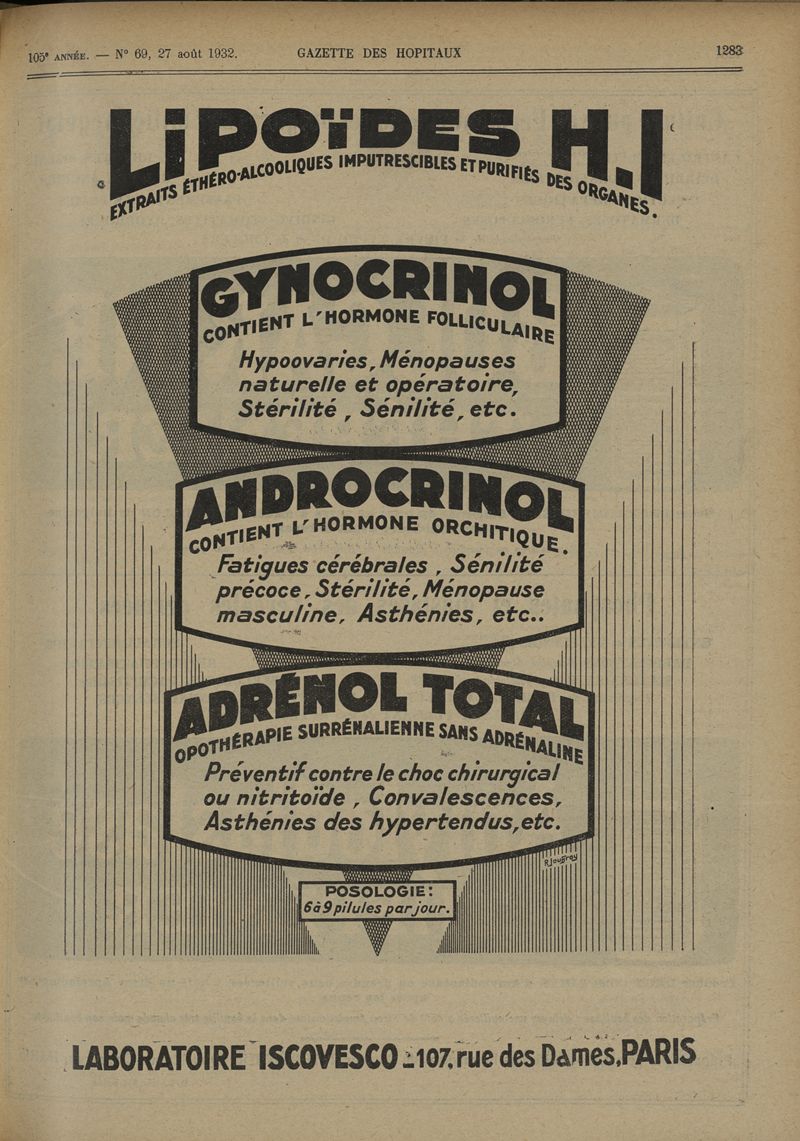 105e ANNÉE. — N° 69, 27 août 1932. GAZETTE DES HOPITAUX 1283
LIPOÏDES H.I
EXTRAITS ÉTHÉRO-ALCOOLIQUES IMPUTRESCIBLES ET PURIFIÉS DES ORGANES.
GYNOCRINOL
CONTIENT L'HORMONE FOLLICULAIRE
Hypoovaries, Ménopauses
naturelle et opératoire,
Stérilité, Sénilité, etc.
ANDROCRINOL
CONTIENT L'HORMONE ORCHITIQUE.
Fatigues cérébrales, Sénilité
précoce, Stérilité, Ménopause
masculine, Asthénies, etc..
ADRÉNOL TOTAL
OPOTHÉRAPIE SURRÉNALIENNE SANS ADRÉNALINE
Préventif contre le choc chirurgical
ou nitritoïde, Convalescences,
Asthénies des hypertendus, etc.
POSOLOGIE:
6 à 9 pilules par jour.
LABORATOIRE ISCOVESCO - 107, rue des Dames, PARIS